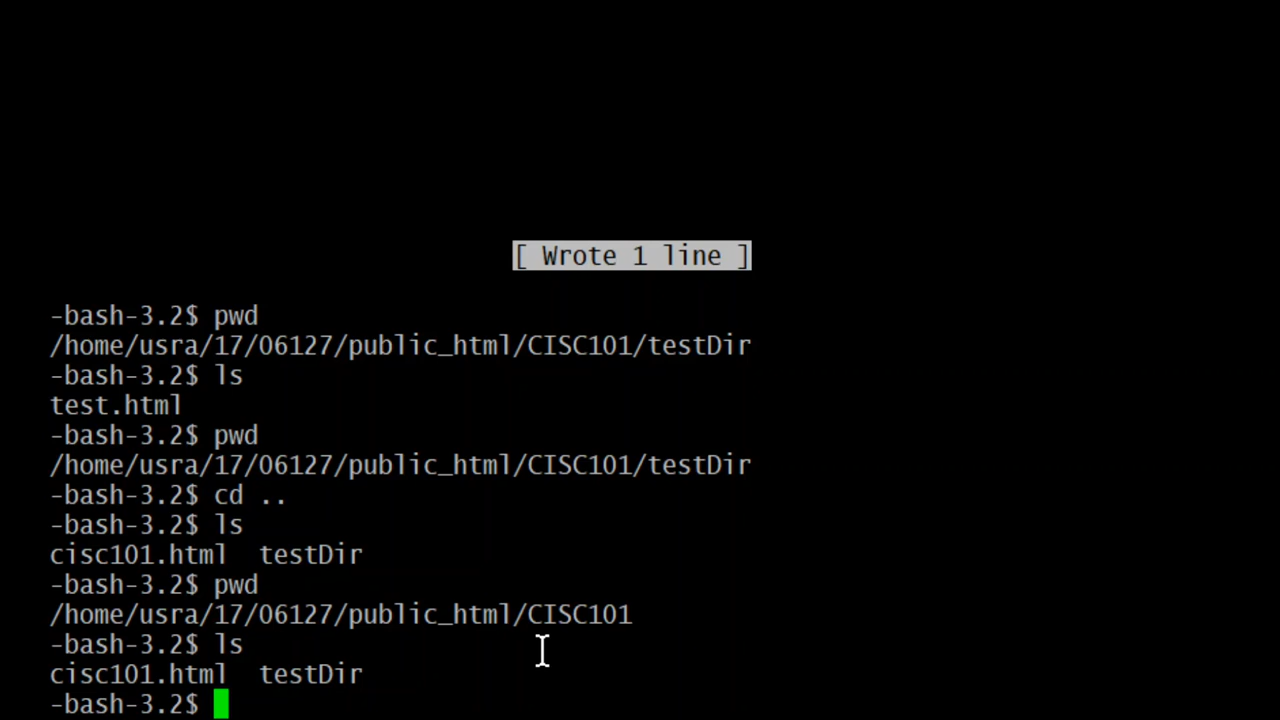 [ Wrote 1 line ]
-bash-3.2$ pwd
/home/usra/17/06127/public_html/CISC101/testDir
-bash-3.2$ ls
test.html
-bash-3.2$ pwd
/home/usra/17/06127/public_html/CISC101/testDir
-bash-3.2$ cd ..
-bash-3.2$ ls
cisc101.html  testDir
-bash-3.2$ pwd
/home/usra/17/06127/public_html/CISC101
-bash-3.2$ ls
cisc101.html  testDir
-bash-3.2$